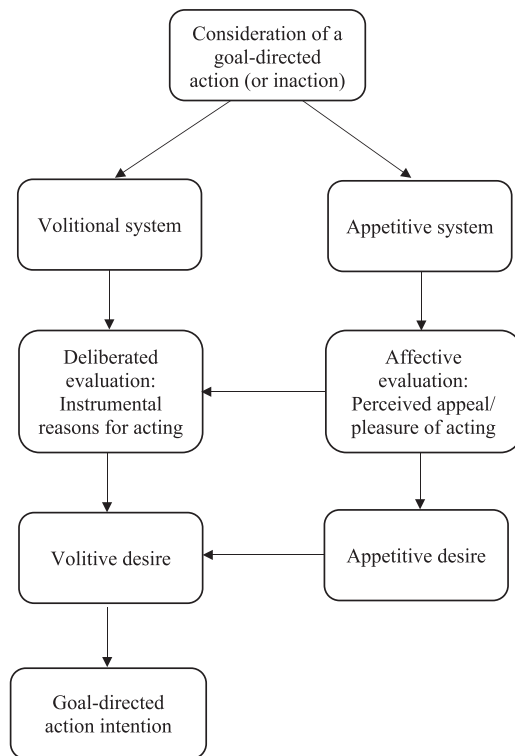 Consideration of a
goal-directed
action (or inaction)
Volitional system
Appetitive system
Deliberated
evaluation:
Instrumental
reasons for acting
Affective
evaluation:
Perceived appeal/
pleasure of acting
Volitive desire
Appetitive desire
Goal-directed
action intention